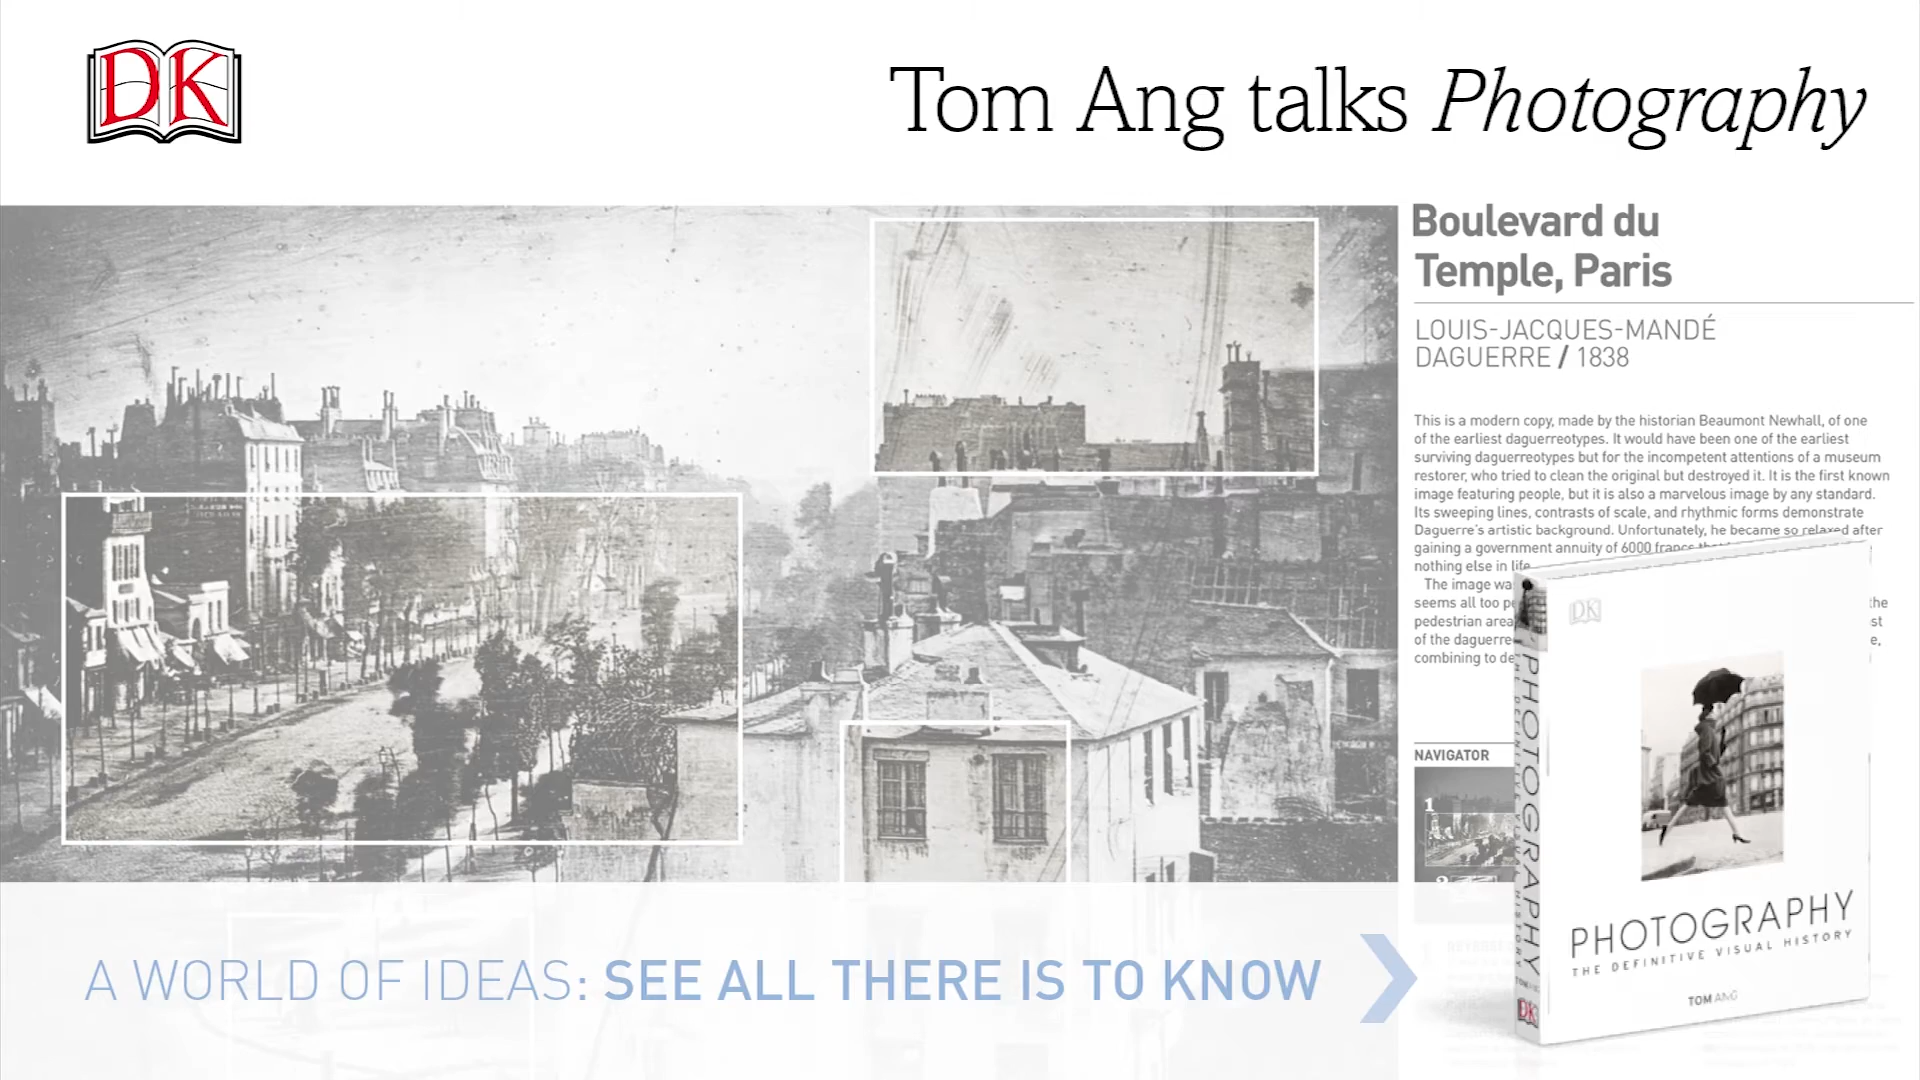 DK
Tom Ang talks Photography
Boulevard du
Temple, Paris
LOUIS-JACQUES-MANDÉ
DAGUERRE / 1838
This is a modern copy, made by the historian Beaumont Newhall, of one
of the earliest daguerreotypes. It would have been one of the earliest
surviving daguerreotypes but for the incompetent attentions of a museum
restorer, who tried to clean the original but destroyed it. It is the first known
image featuring people, but it is also a marvelous image by any standard.
Its sweeping lines, contrasts of scale, and rhythmic forms demonstrate
Daguerre's artistic background. Unfortunately, he became so relaxed after
gaining a government annuity of 6000 francs
nothing else in life.
The image
seems all too the
pedestrian
of the
combining to
NAVIGATOR
1
2
DK
PHOTOGRAPHY
THE DEFINITIVE VISUAL HISTORY
TOM ANG
PHOTOGRAPHY
THE DEFINITIVE VISUAL HISTORY
DK
A WORLD OF IDEAS: SEE ALL THERE IS TO KNOW